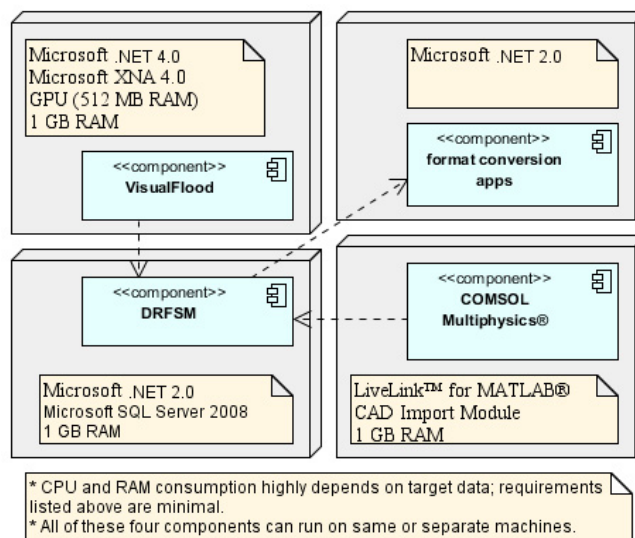 Microsoft .NET 4.0
Microsoft XNA 4.0
GPU (512 MB RAM)
1 GB RAM
<<component>>
VisualFlood
Microsoft .NET 2.0
<<component>>
format conversion
apps
<<component>>
DRFSM
Microsoft .NET 2.0
Microsoft SQL Server 2008
1 GB RAM
<<component>>
COMSOL
Multiphysics®
LiveLink™ for MATLAB®
CAD Import Module
1 GB RAM
* CPU and RAM consumption highly depends on target data; requirements
listed above are minimal.
* All of these four components can run on same or separate machines.